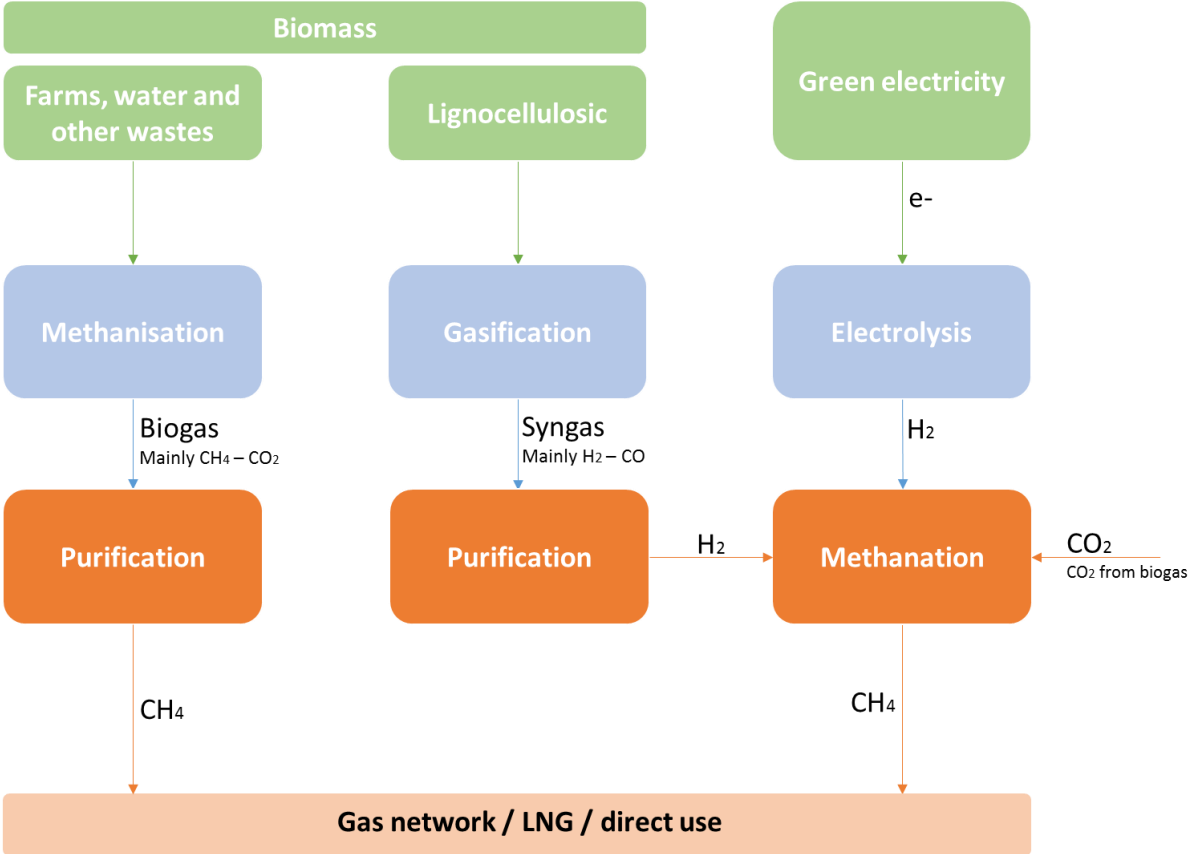 Biomass
Farms, water and
other wastes
Lignocellulosic
Green electricity
e-
Methanisation
Gasification
Electrolysis
Biogas
Mainly CH₄ – CO₂
Syngas
Mainly H₂ – CO
H₂
Purification
Purification
H₂
Methanation
CO₂
CO₂ from biogas
CH₄
CH₄
Gas network / LNG / direct use